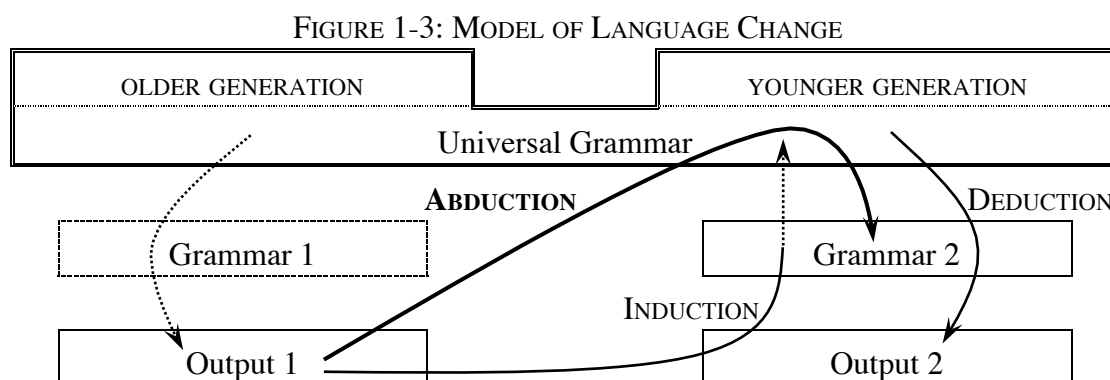 FIGURE 1-3: MODEL OF LANGUAGE CHANGE
OLDER GENERATION YOUNGER GENERATION
Universal Grammar
ABDUCTION DEDUCTION
Grammar 1 Grammar 2
INDUCTION
Output 1 Output 2